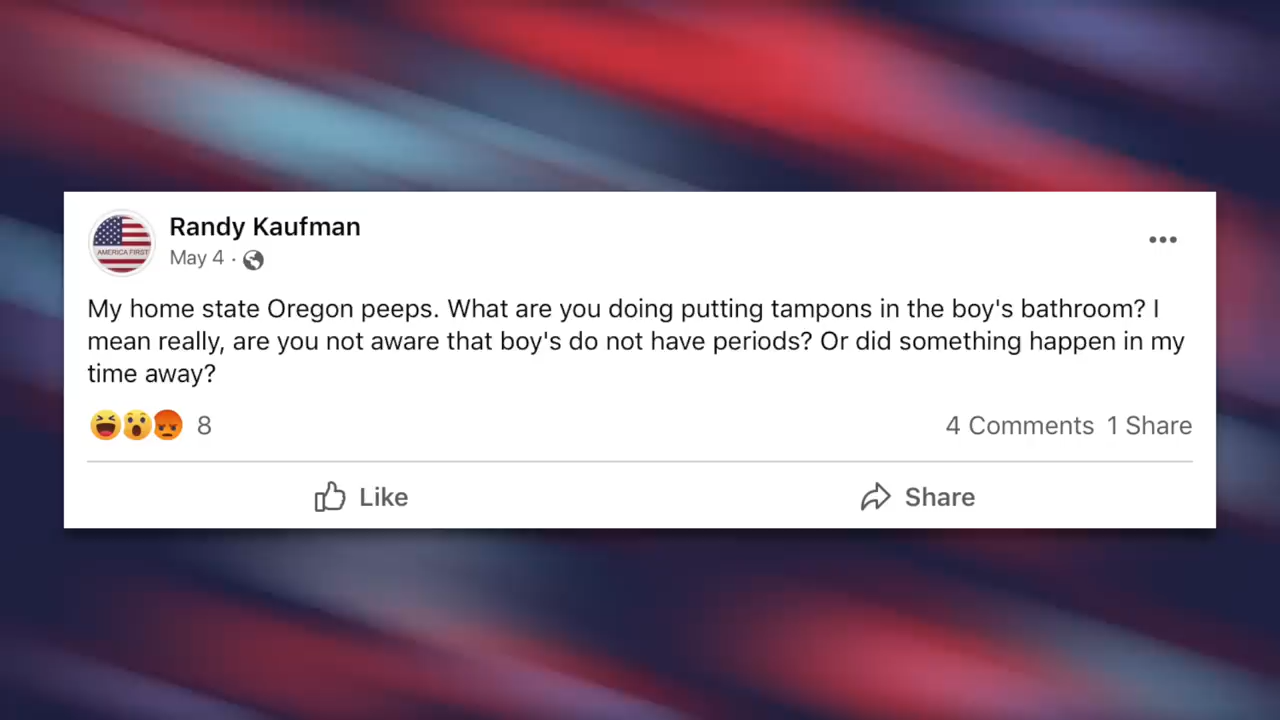 Randy Kaufman
AMERICA FIRST
May 4 ·
My home state Oregon peeps. What are you doing putting tampons in the boy's bathroom? I
mean really, are you not aware that boy's do not have periods? Or did something happen in my
time away?
8
4 Comments 1 Share
Like
Share